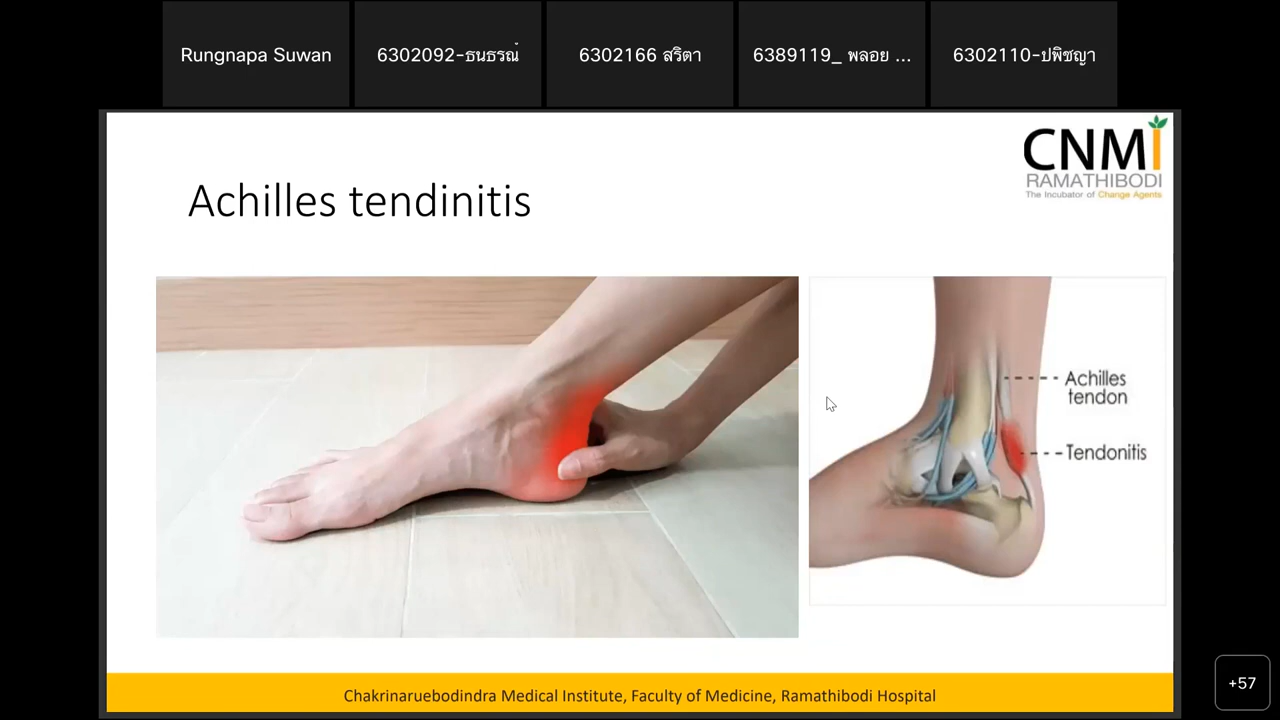 Rungnapa Suwan
6302092-ธนธรณ์
6302166 สริตา
6389119_ พลอย ...
6302110-ปพิชญา
CNMI
RAMATHIBODI
The Incubator of Change Agents
Achilles tendinitis
Achilles
tendon
Tendonitis
Chakrinaruebodindra Medical Institute, Faculty of Medicine, Ramathibodi Hospital
+57